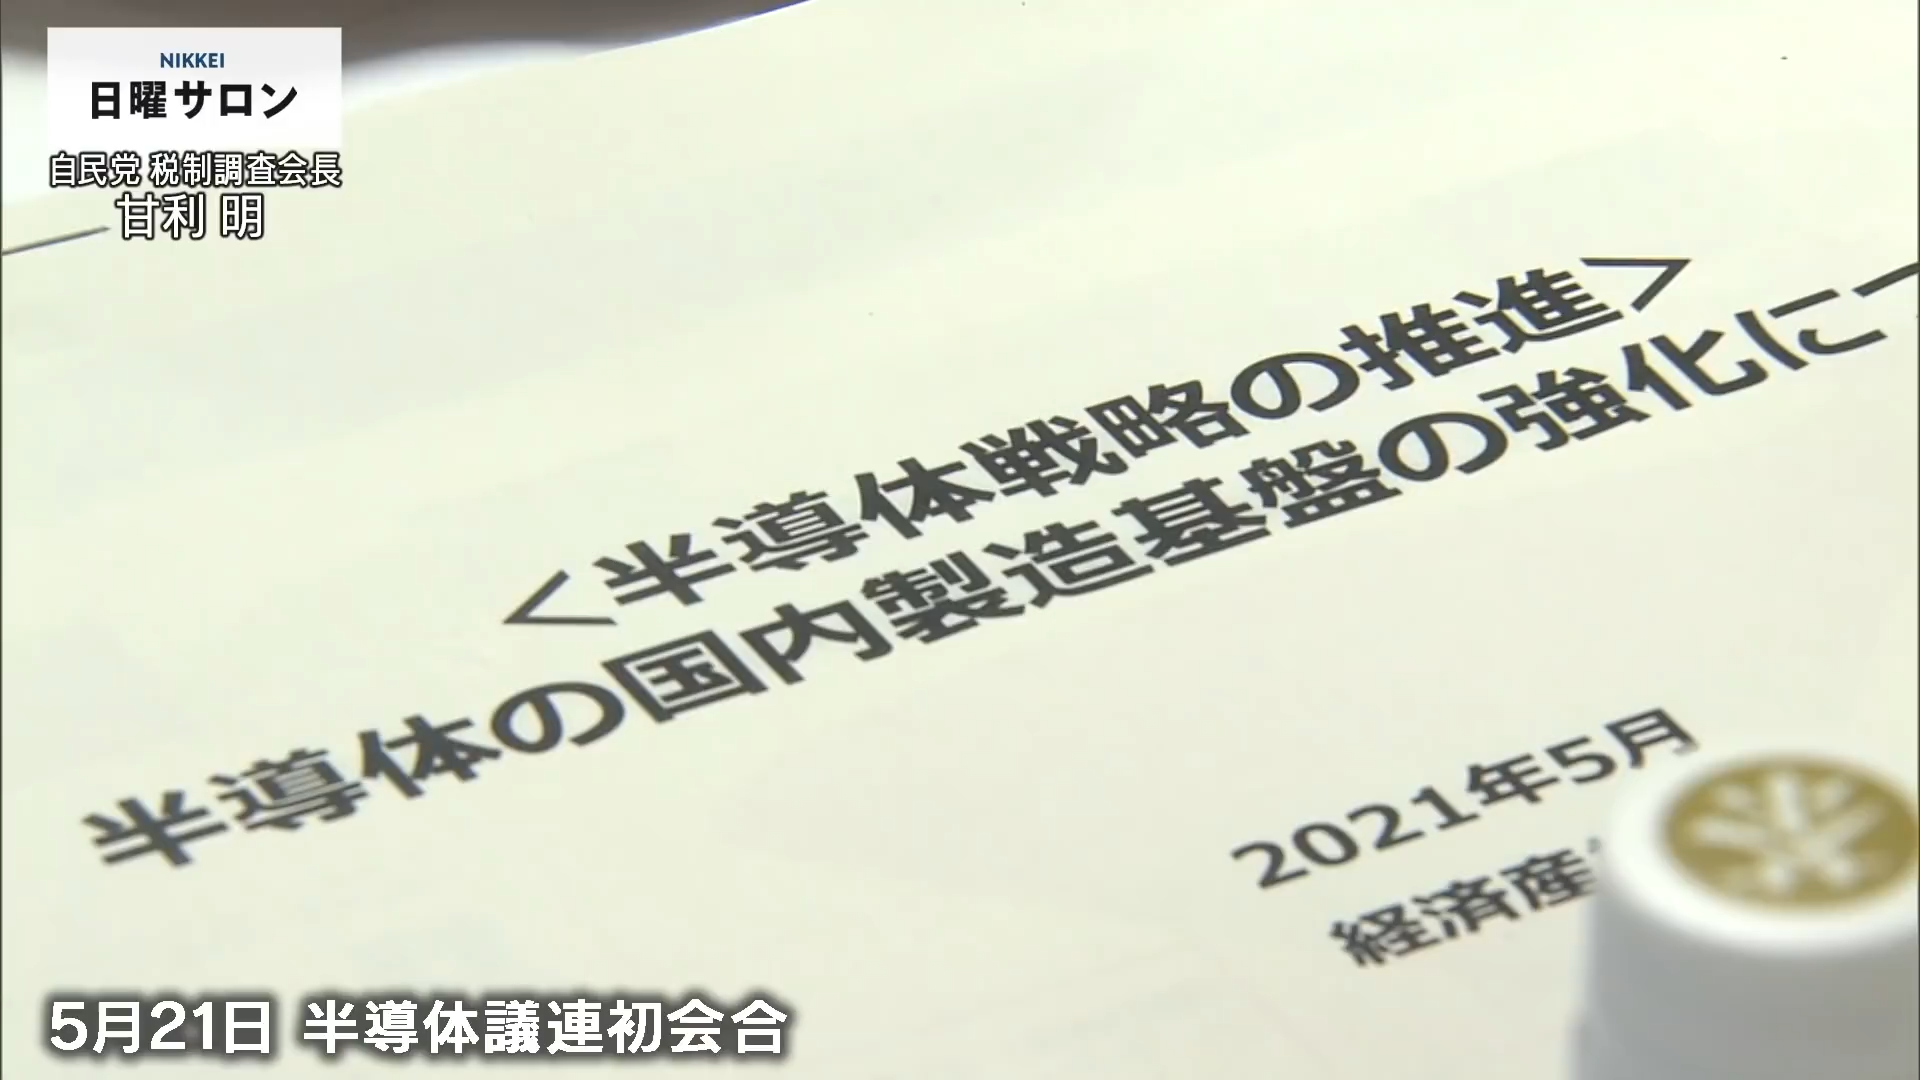 NIKKEI
日曜サロン
自民党 税制調査会長
甘利 明
<半導体戦略の推進>
半導体の国内製造基盤の強化に
2021年5月
経済産
5月21日 半導体議連初会合